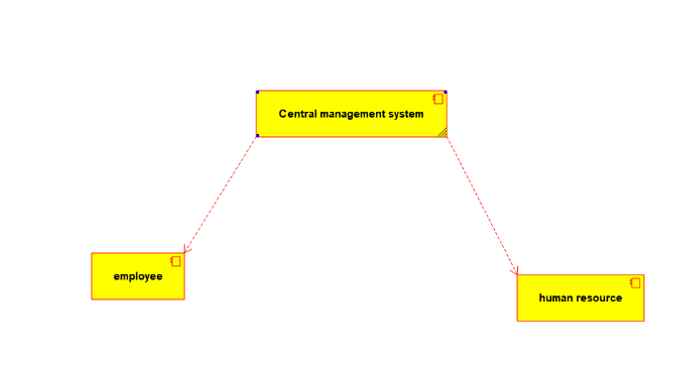 Central management system
employee
human resource